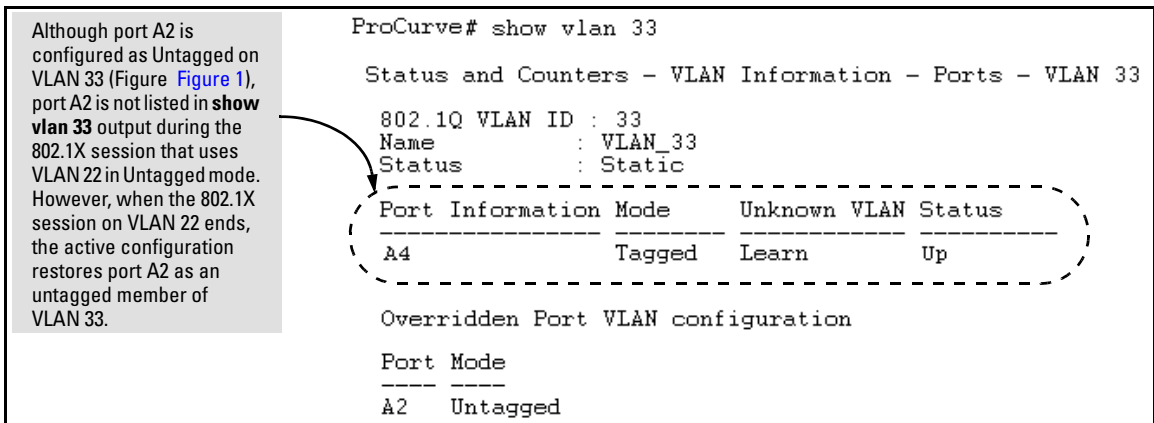 Although port A2 is
configured as Untagged on
VLAN 33 (Figure Figure 1),
port A2 is not listed in show
vlan 33 output during the
802.1X session that uses
VLAN 22 in Untagged mode.
However, when the 802.1X
session on VLAN 22 ends,
the active configuration
restores port A2 as an
untagged member of
VLAN 33.
ProCurve# show vlan 33
Status and Counters - VLAN Information - Ports - VLAN 33
802.1Q VLAN ID : 33
Name : VLAN_33
Status : Static
Port Information Mode Unknown VLAN Status
---------------- -------- ------------ ----------
A4 Tagged Learn Up
Overridden Port VLAN configuration
Port Mode
---- ----
A2 Untagged